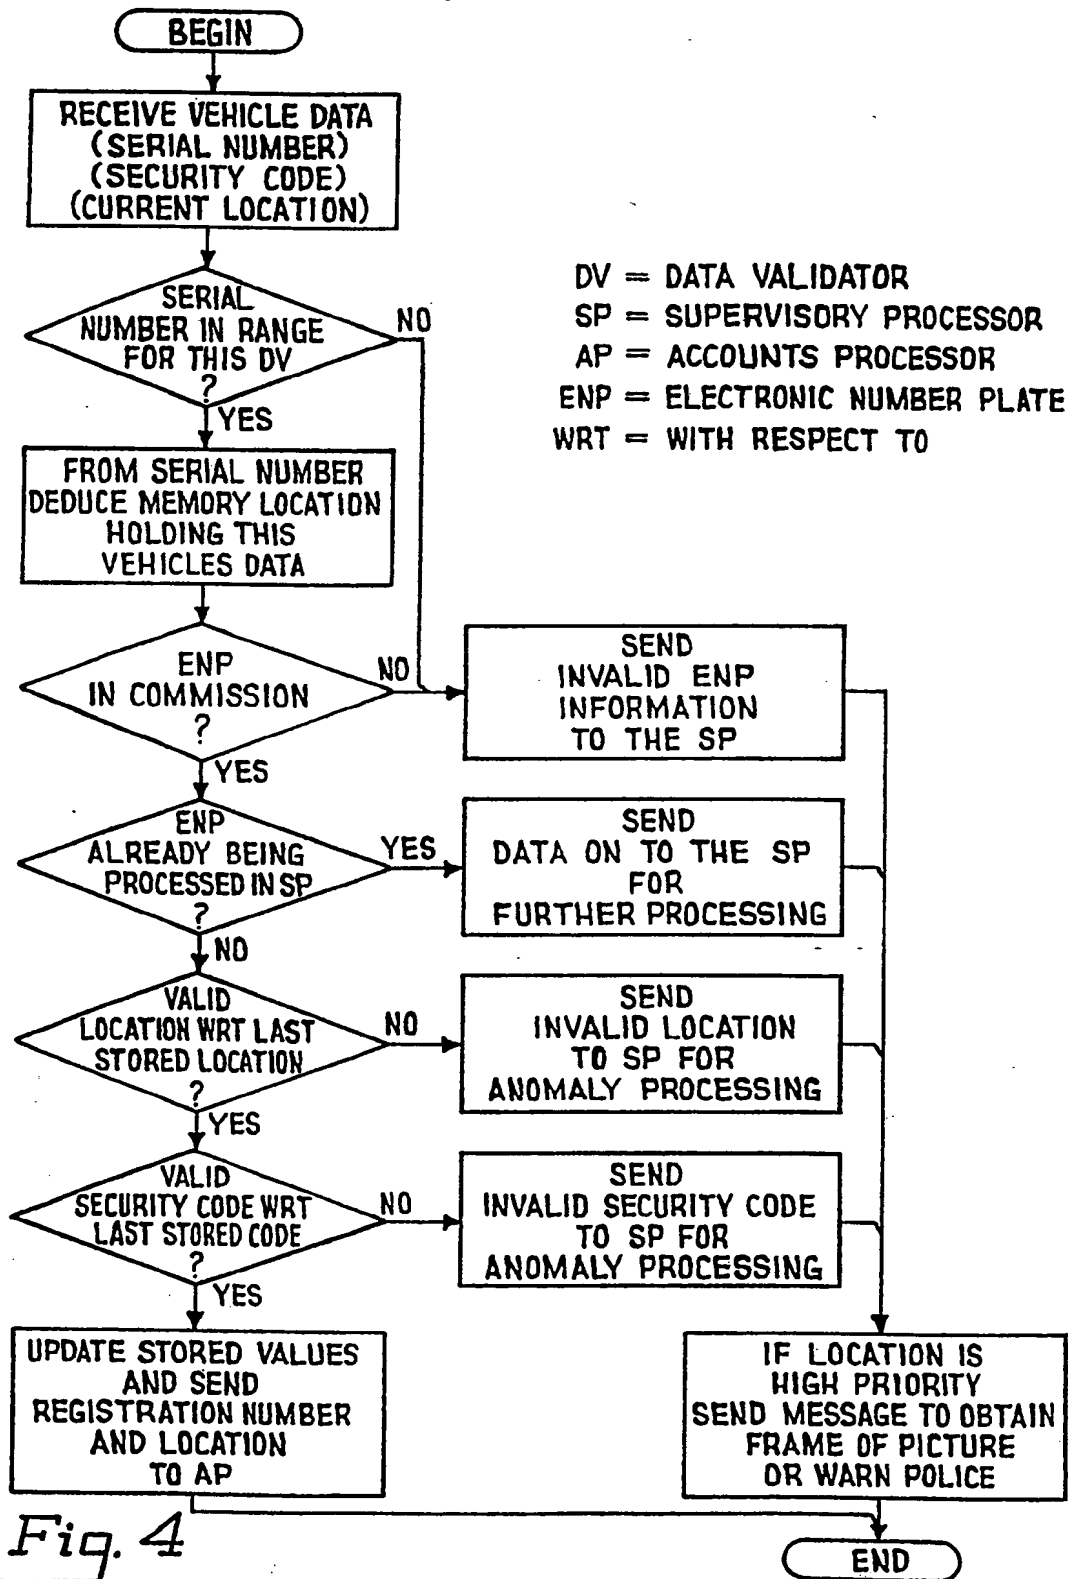 BEGIN
RECEIVE VEHICLE DATA
(SERIAL NUMBER)
(SECURITY CODE)
(CURRENT LOCATION)
DV = DATA VALIDATOR
SP = SUPERVISORY PROCESSOR
AP = ACCOUNTS PROCESSOR
ENP = ELECTRONIC NUMBER PLATE
WRT = WITH RESPECT TO
SERIAL
NUMBER IN RANGE
FOR THIS DV
?
NO
YES
FROM SERIAL NUMBER
DEDUCE MEMORY LOCATION
HOLDING THIS
VEHICLES DATA
ENP
IN COMMISSION
?
NO
YES
SEND
INVALID ENP
INFORMATION
TO THE SP
ENP
ALREADY BEING
PROCESSED IN SP
?
YES
NO
SEND
DATA ON TO THE SP
FOR
FURTHER PROCESSING
VALID
LOCATION WRT LAST
STORED LOCATION
?
NO
YES
SEND
INVALID LOCATION
TO SP FOR
ANOMALY PROCESSING
VALID
SECURITY CODE WRT
LAST STORED CODE
?
NO
YES
SEND
INVALID SECURITY CODE
TO SP FOR
ANOMALY PROCESSING
UPDATE STORED VALUES
AND SEND
REGISTRATION NUMBER
AND LOCATION
TO AP
IF LOCATION IS
HIGH PRIORITY
SEND MESSAGE TO OBTAIN
FRAME OF PICTURE
OR WARN POLICE
END
Fig. 4